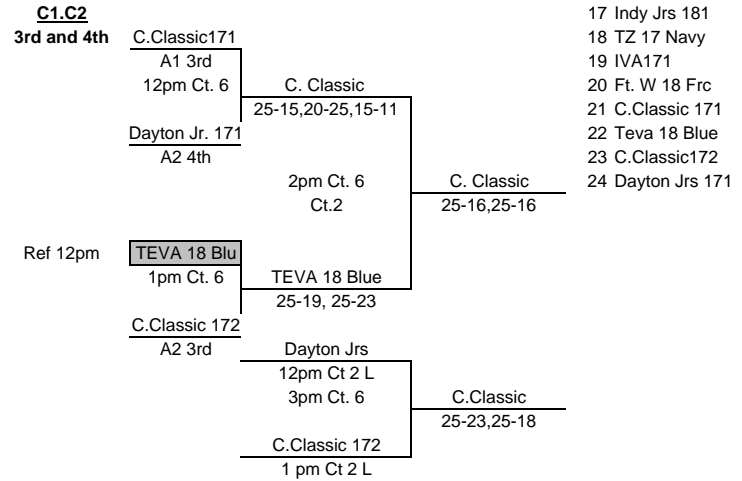 C1.C2
3rd and 4th
C.Classic171
A1 3rd
12pm Ct. 6
C. Classic
25-15,20-25,15-11
Dayton Jr. 171
A2 4th
2pm Ct. 6
Ct.2
C. Classic
25-16,25-16
Ref 12pm
TEVA 18 Blu
1pm Ct. 6
TEVA 18 Blue
25-19, 25-23
C.Classic 172
A2 3rd
Dayton Jrs
12pm Ct 2 L
3pm Ct. 6
C.Classic
25-23,25-18
C.Classic 172
1 pm Ct 2 L
17 Indy Jrs 181
18 TZ 17 Navy
19 IVA171
20 Ft. W 18 Frc
21 C.Classic 171
22 Teva 18 Blue
23 C.Classic172
24 Dayton Jrs 171